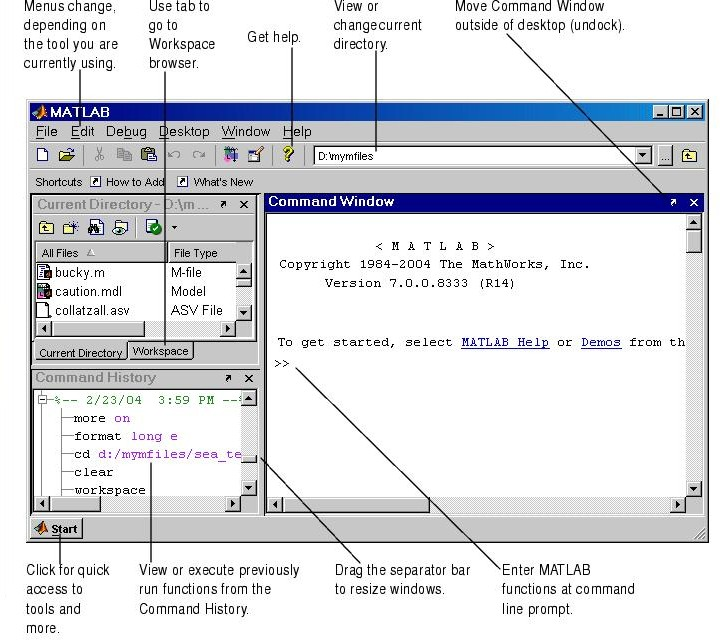 Menus change,
depending on
the tool you are
currently using.
Use tab to
go to
Workspace
browser.
Get help.
View or
changecurrent
directory.
Move Command Window
outside of desktop (undock).
MATLAB
File Edit Debug Desktop Window Help
D:\mymfiles
...
Shortcuts How to Add What's New
Current Directory - D:\m...
All Files File Type
bucky.m M-file
caution.mdl Model
collatzall.asv ASV File
Current Directory Workspace
Command History
%-- 2/23/04 3:59 PM --%
more on
format long e
cd d:/mymfiles/sea_te
clear
workspace
Command Window
< M A T L A B >
Copyright 1984-2004 The MathWorks, Inc.
Version 7.0.0.8333 (R14)
To get started, select MATLAB Help or Demos from th
>>
Start
Click for quick
access to
tools and
more.
View or execute previously
run functions from the
Command History.
Drag the separator bar
to resize windows.
Enter MATLAB
functions at command
line prompt.